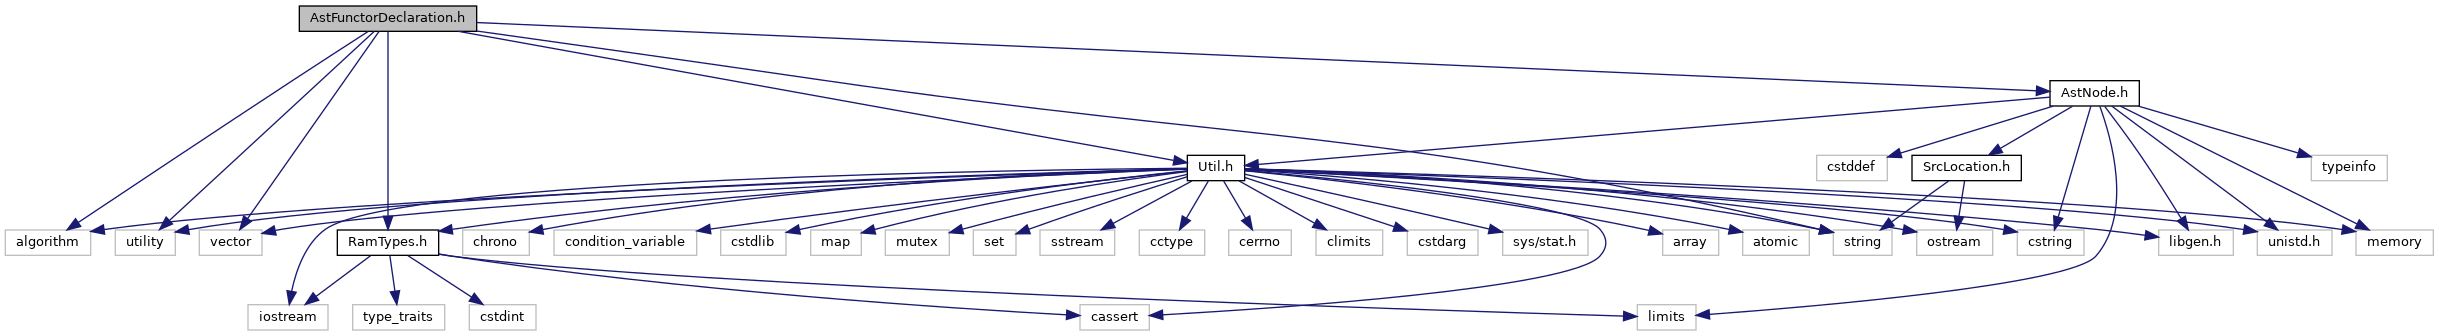 AstFunctorDeclaration.h
AstNode.h
Util.h
cstddef
SrcLocation.h
typeinfo
algorithm
utility
vector
RamTypes.h
chrono
condition_variable
cstdlib
map
mutex
set
sstream
cctype
cerrno
climits
cstdarg
sys/stat.h
array
atomic
string
ostream
cstring
libgen.h
unistd.h
memory
iostream
type_traits
cstdint
cassert
limits